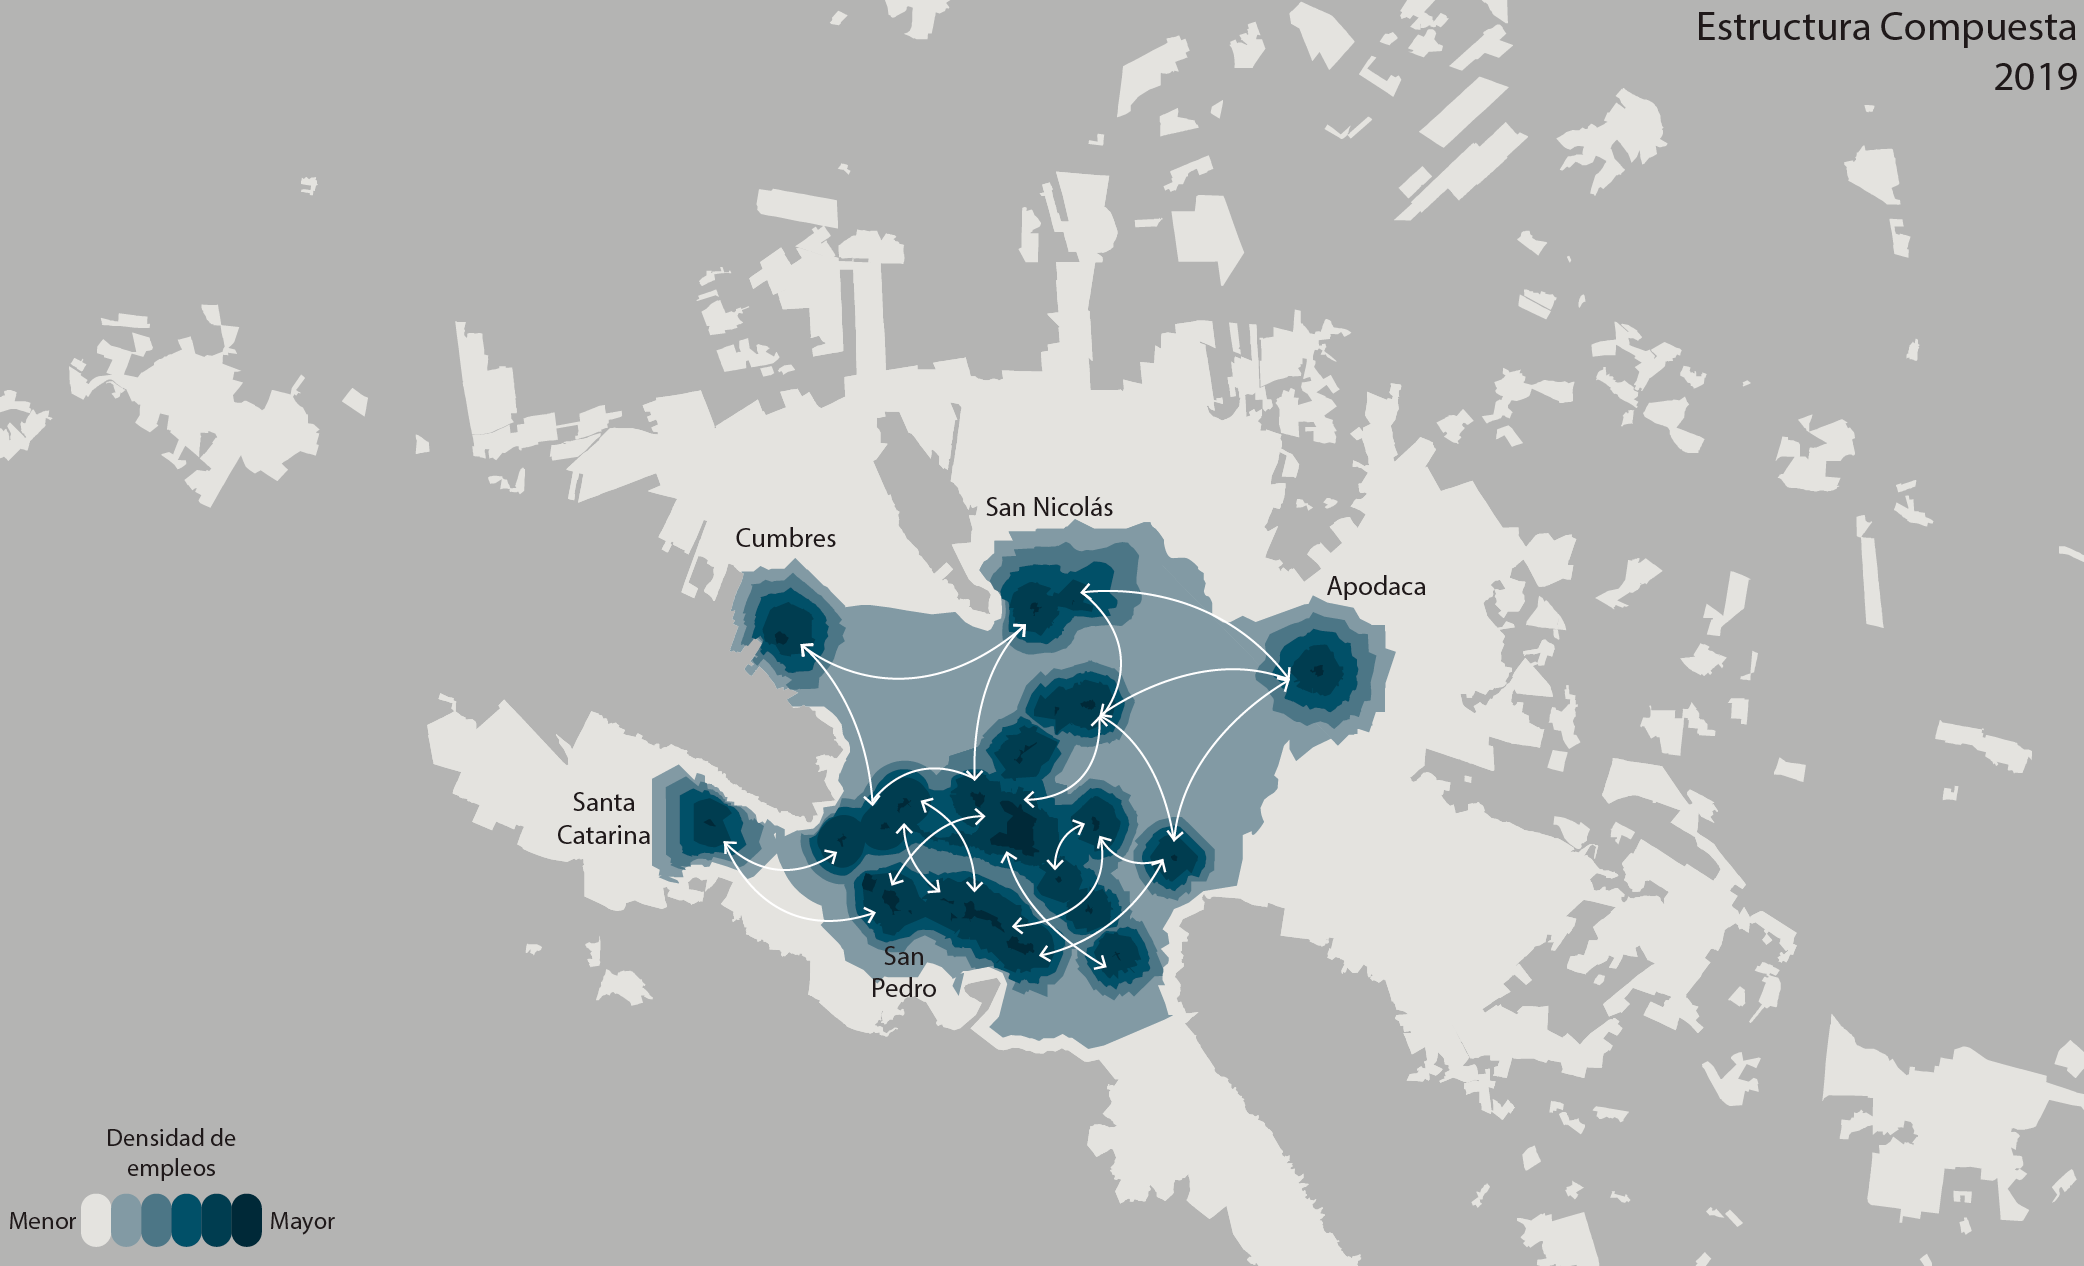 Estructura Compuesta
2019
San Nicolás
Cumbres
Apodaca
Santa
Catarina
San
Pedro
Densidad de
empleos
Menor
Mayor